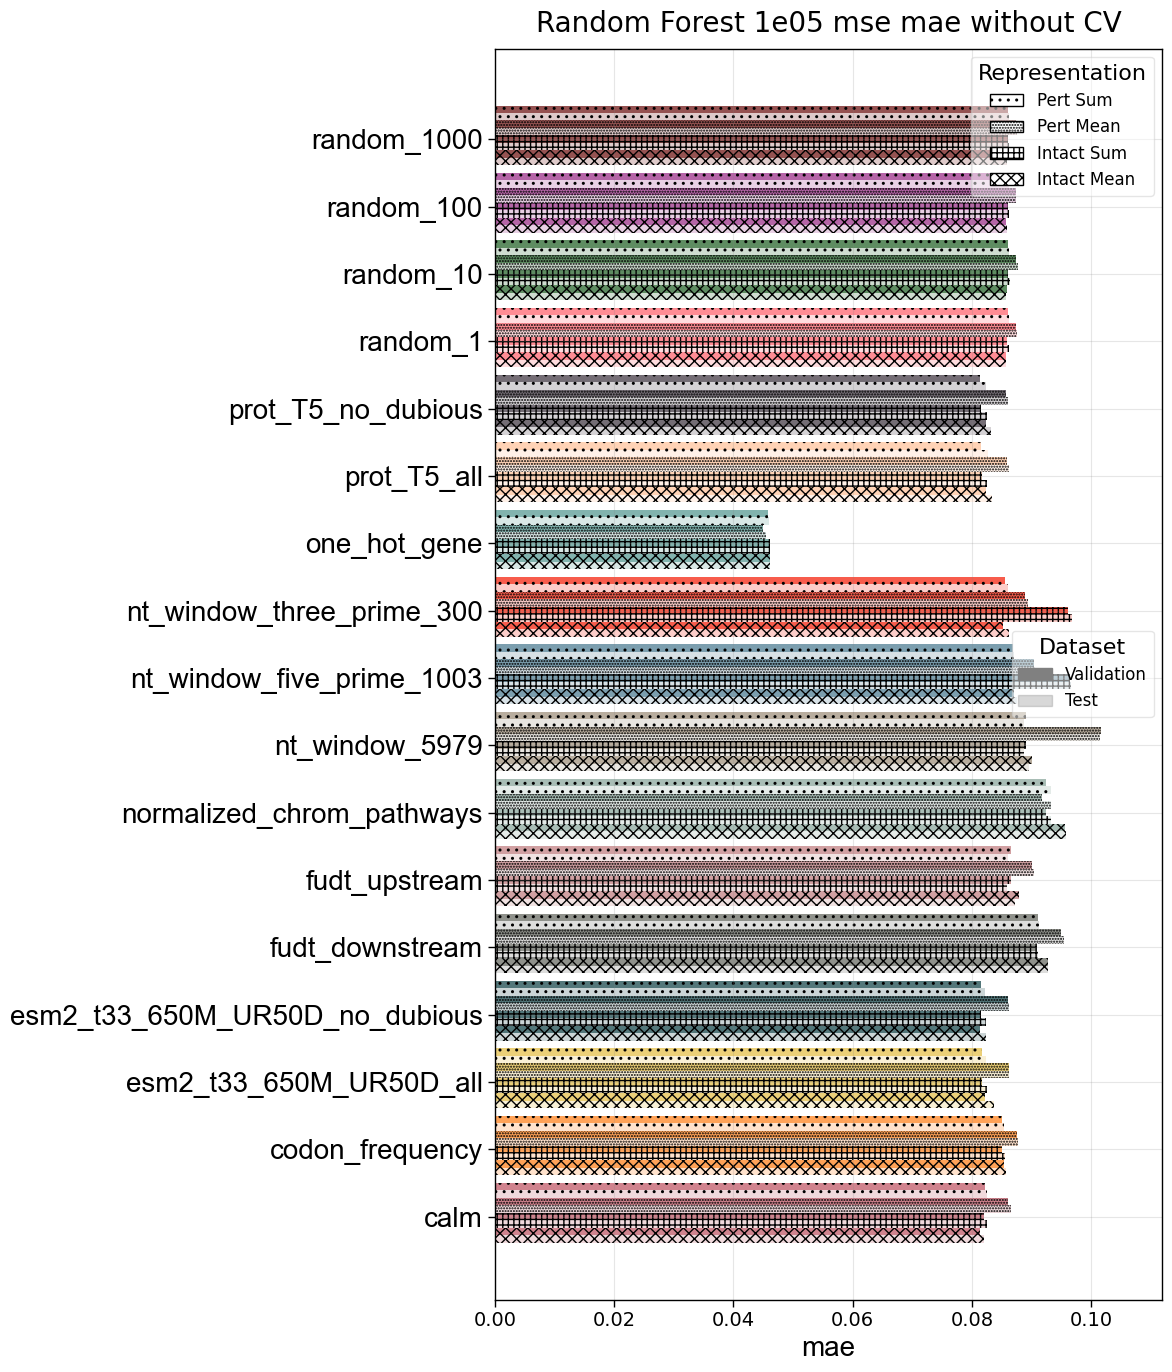 Random Forest 1e05 mse mae without CV
Representation
Pert Sum
Pert Mean
Intact Sum
Intact Mean
random_1000
random_100
random_10
random_1
prot_T5_no_dubious
prot_T5_all
one_hot_gene
nt_window_three_prime_300
Dataset
Validation
Test
nt_window_five_prime_1003
nt_window_5979
normalized_chrom_pathways
fudt_upstream
fudt_downstream
esm2_t33_650M_UR50D_no_dubious
esm2_t33_650M_UR50D_all
codon_frequency
calm
0.00 0.02 0.04 0.06 0.08 0.10
mae